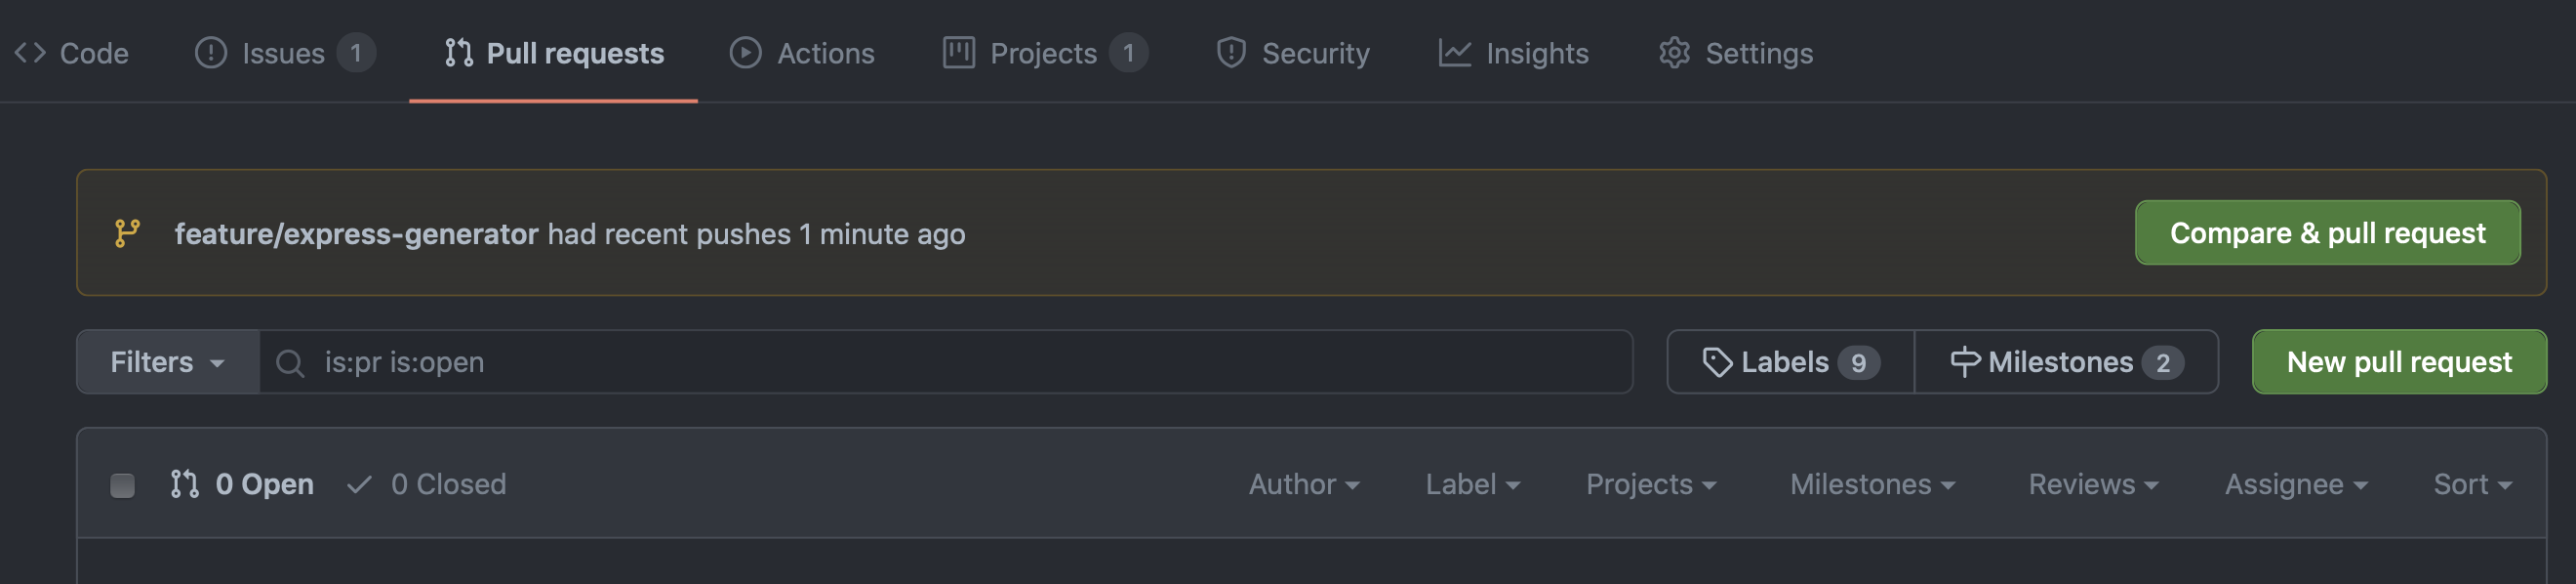 Code Issues 1 Pull requests Actions Projects 1 Security Insights Settings
feature/express-generator had recent pushes 1 minute ago Compare & pull request
Filters is:pr is:open Labels 9 Milestones 2 New pull request
0 Open 0 Closed Author Label Projects Milestones Reviews Assignee Sort